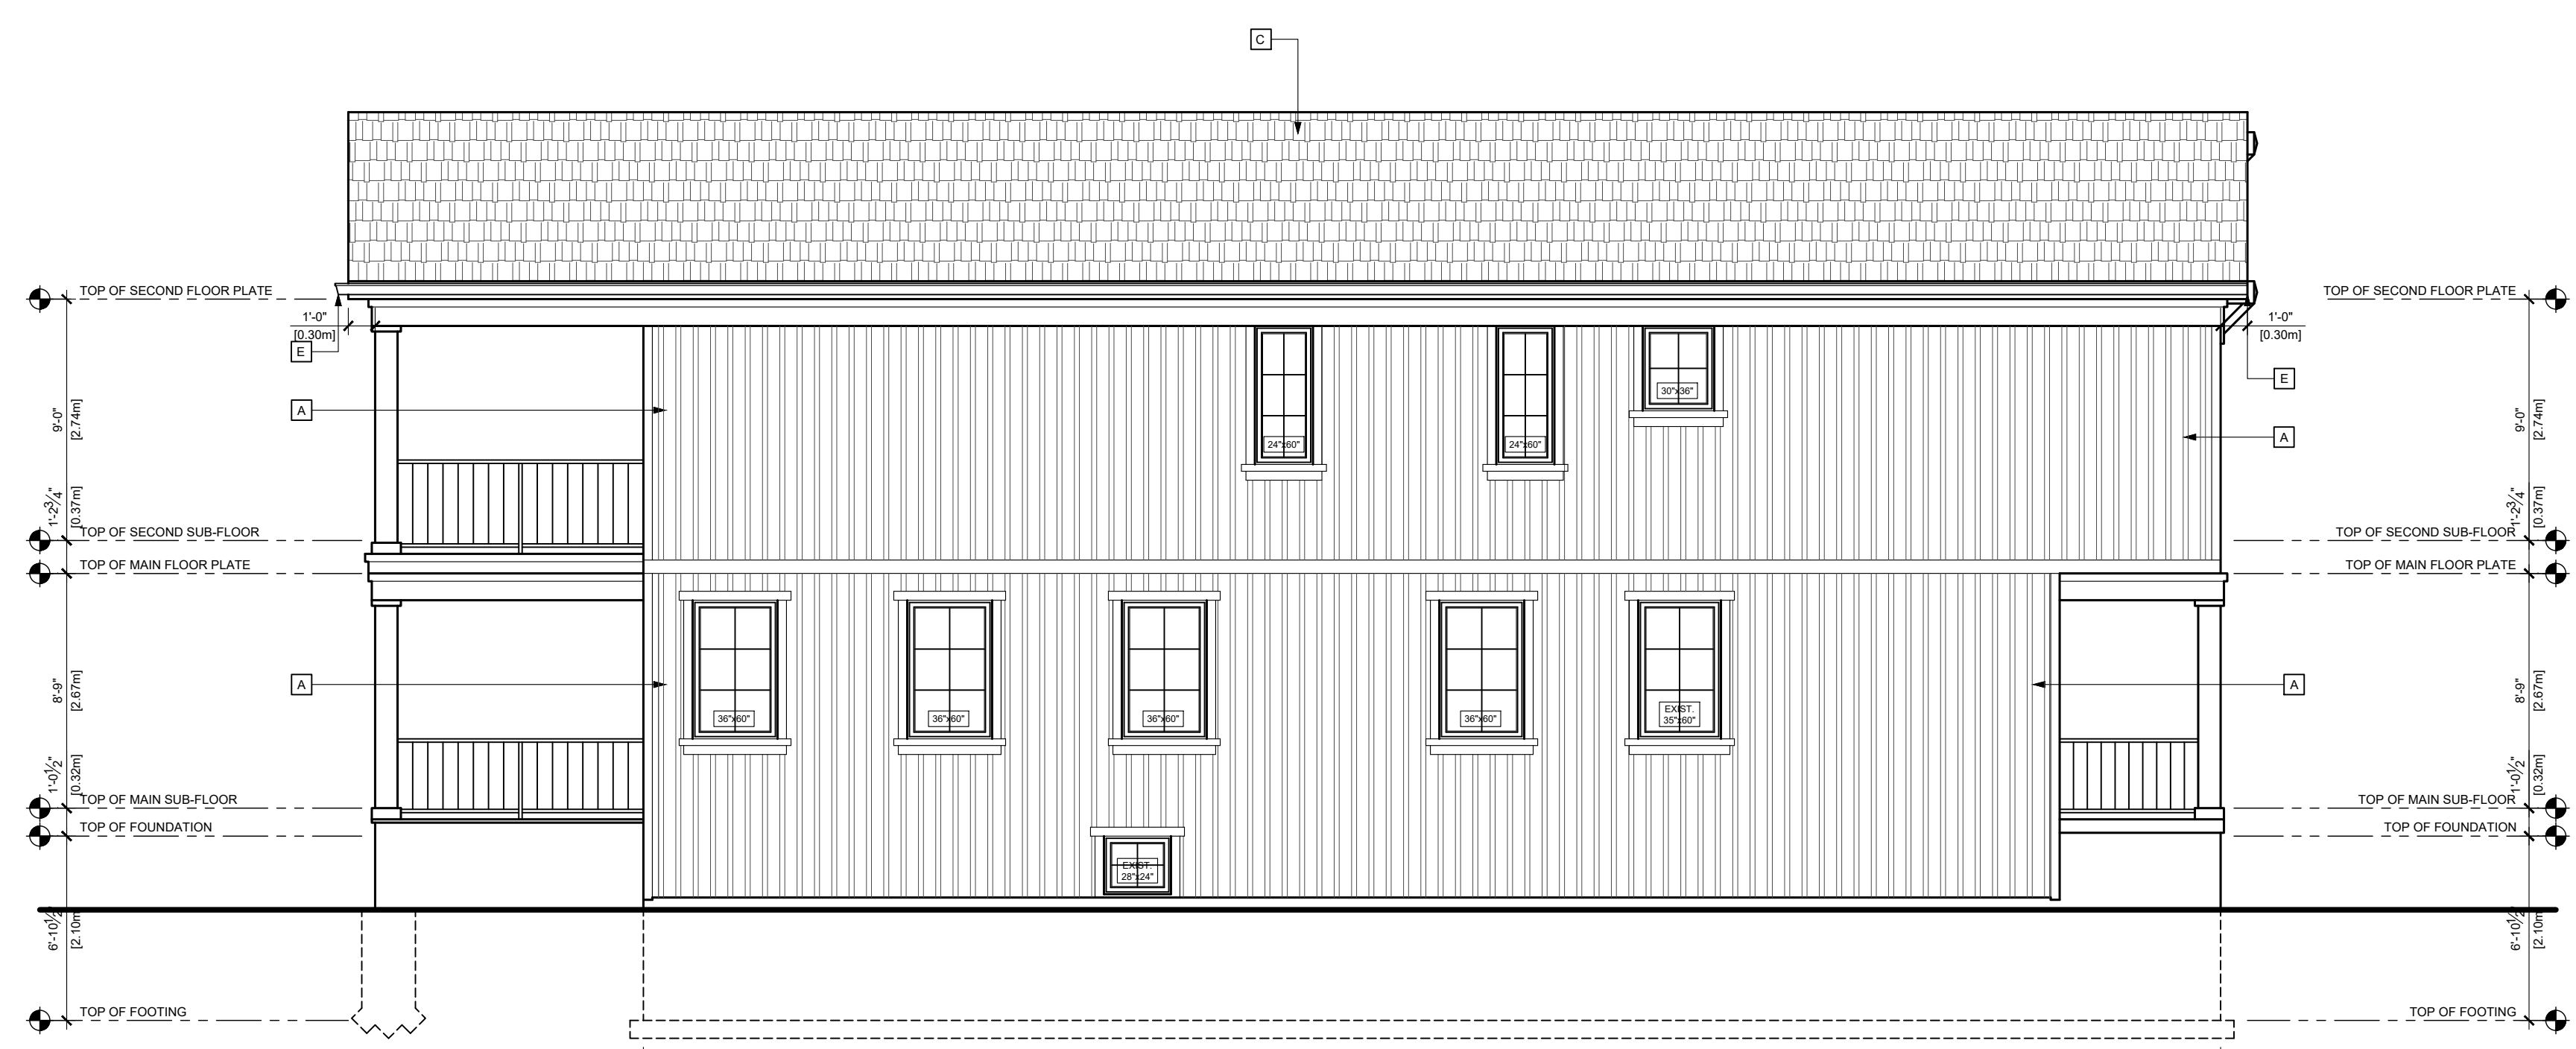 C
TOP OF SECOND FLOOR PLATE
TOP OF SECOND FLOOR PLATE
1'-0"
[0.30m]
1'-0"
[0.30m]
E
E
A
A
9'-0"
[2.74m]
9'-0"
[2.74m]
30"x36"
24"x60"
24"x60"
1'-2¾"
[0.37m]
1'-2¾"
[0.37m]
TOP OF SECOND SUB-FLOOR
TOP OF SECOND SUB-FLOOR
TOP OF MAIN FLOOR PLATE
TOP OF MAIN FLOOR PLATE
A
A
8'-9"
[2.67m]
8'-9"
[2.67m]
36"x60"
36"x60"
36"x60"
36"x60"
EXIST.
35"x60"
1'-0½"
[0.32m]
1'-0½"
[0.32m]
TOP OF MAIN SUB-FLOOR
TOP OF MAIN SUB-FLOOR
TOP OF FOUNDATION
TOP OF FOUNDATION
EXIST.
28"x24"
6'-10½"
[2.10m
6'-10½"
[2.10m
TOP OF FOOTING
TOP OF FOOTING